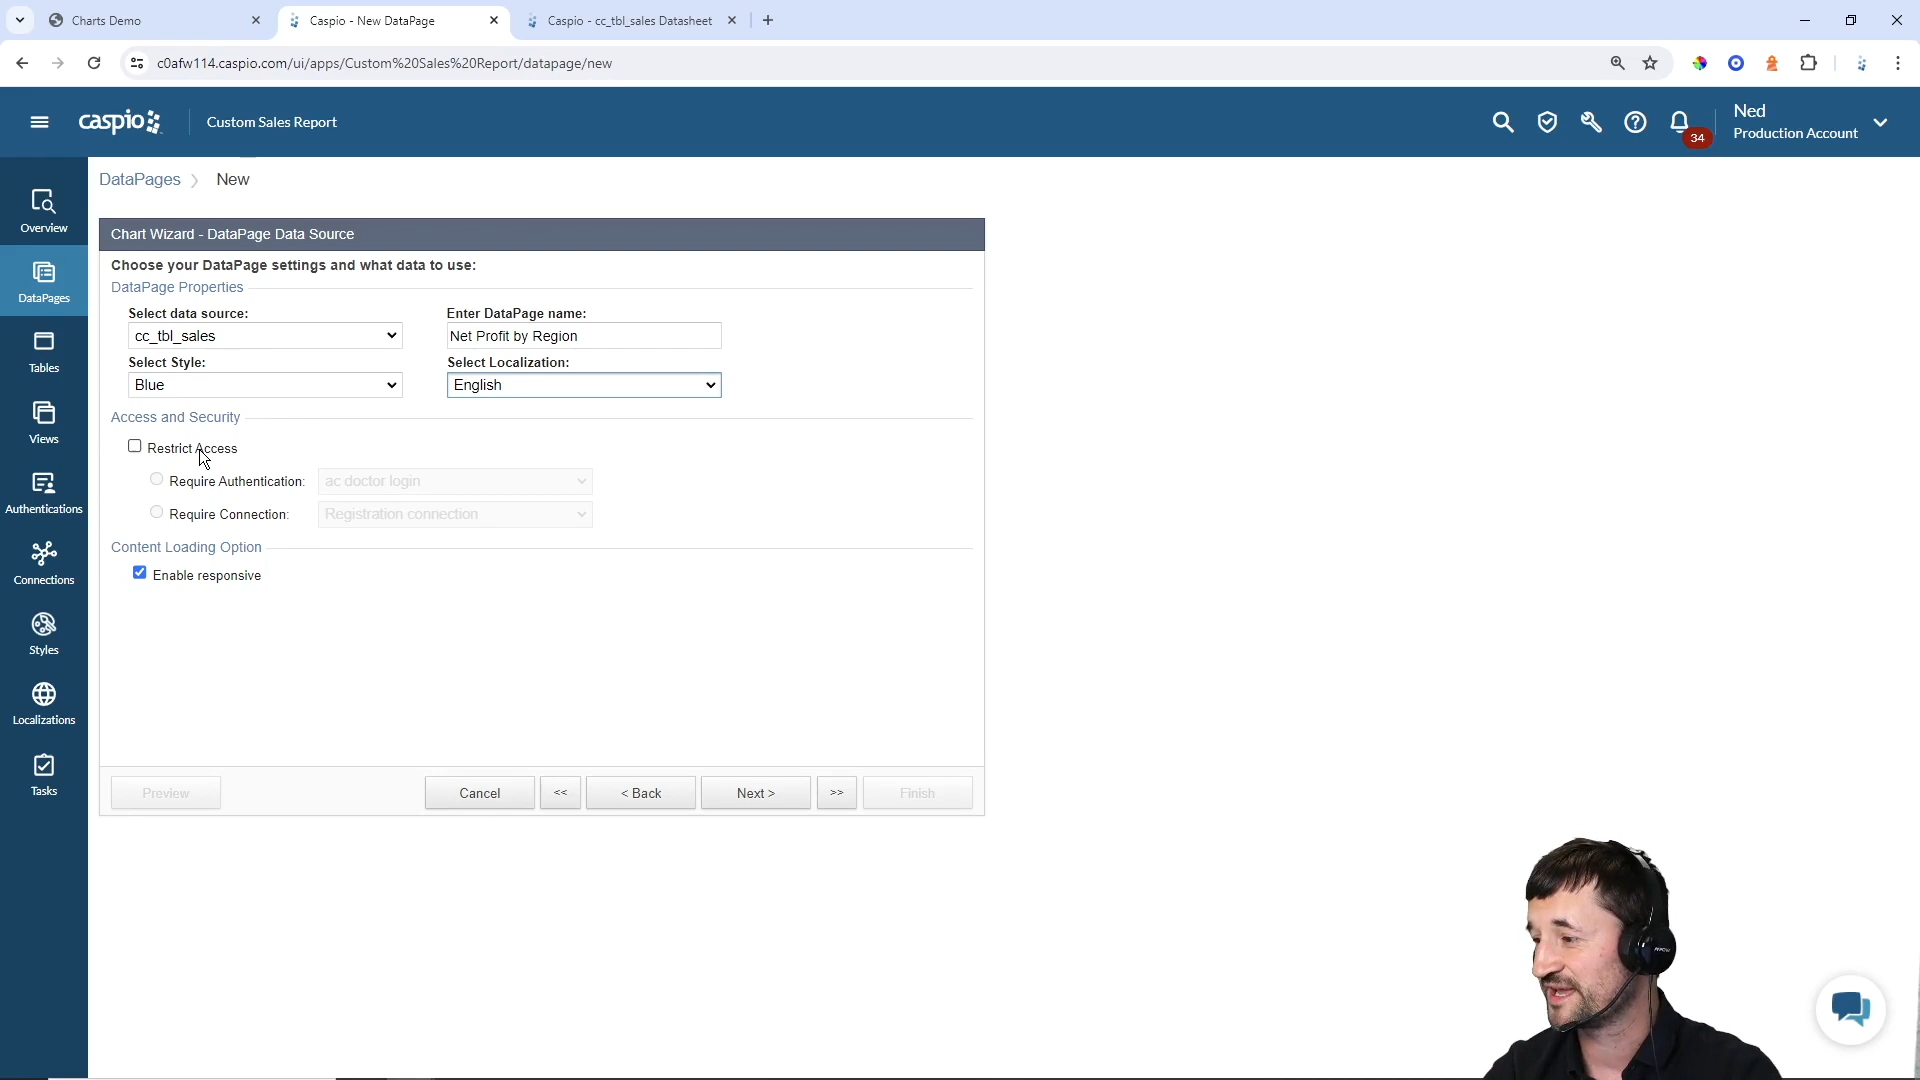 Charts Demo
Caspio - New DataPage
Caspio - cc_tbl_sales Datasheet
c0afw114.caspio.com/ui/apps/Custom%20Sales%20Report/datapage/new
caspio
Custom Sales Report
34
Ned
Production Account
Overview
DataPages
Tables
Views
Authentications
Connections
Styles
Localizations
Tasks
DataPages
New
Chart Wizard - DataPage Data Source
Choose your DataPage settings and what data to use:
DataPage Properties
Select data source:
Enter DataPage name:
cc_tbl_sales
Net Profit by Region
Select Style:
Select Localization:
Blue
English
Access and Security
Restrict Access
Require Authentication:
ac doctor login
Require Connection:
Registration connection
Content Loading Option
Enable responsive
Preview
Cancel
<<
< Back
Next >
>>
Finish